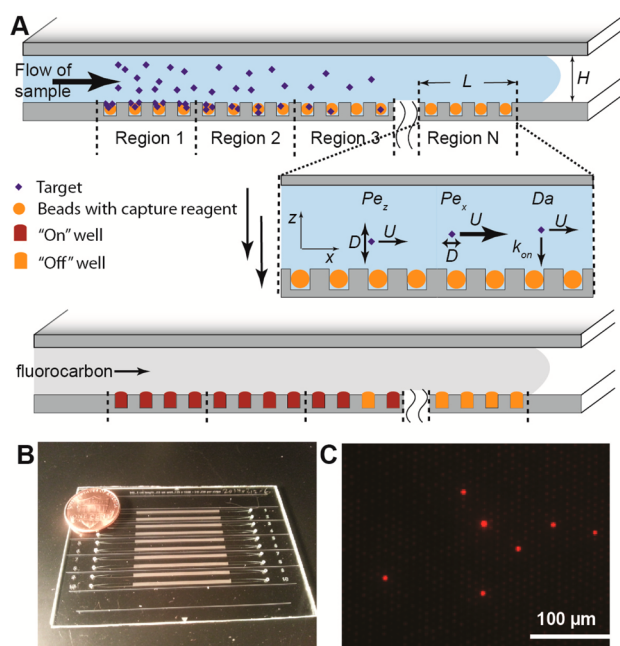 A
Flow of
sample
L
H
Region 1
Region 2
Region 3
Region N
Target
Beads with capture reagent
"On" well
"Off" well
Pe_z
Pe_x
Da
z
x
D
U
D
U
k_on
U
fluorocarbon
B
C
100 µm